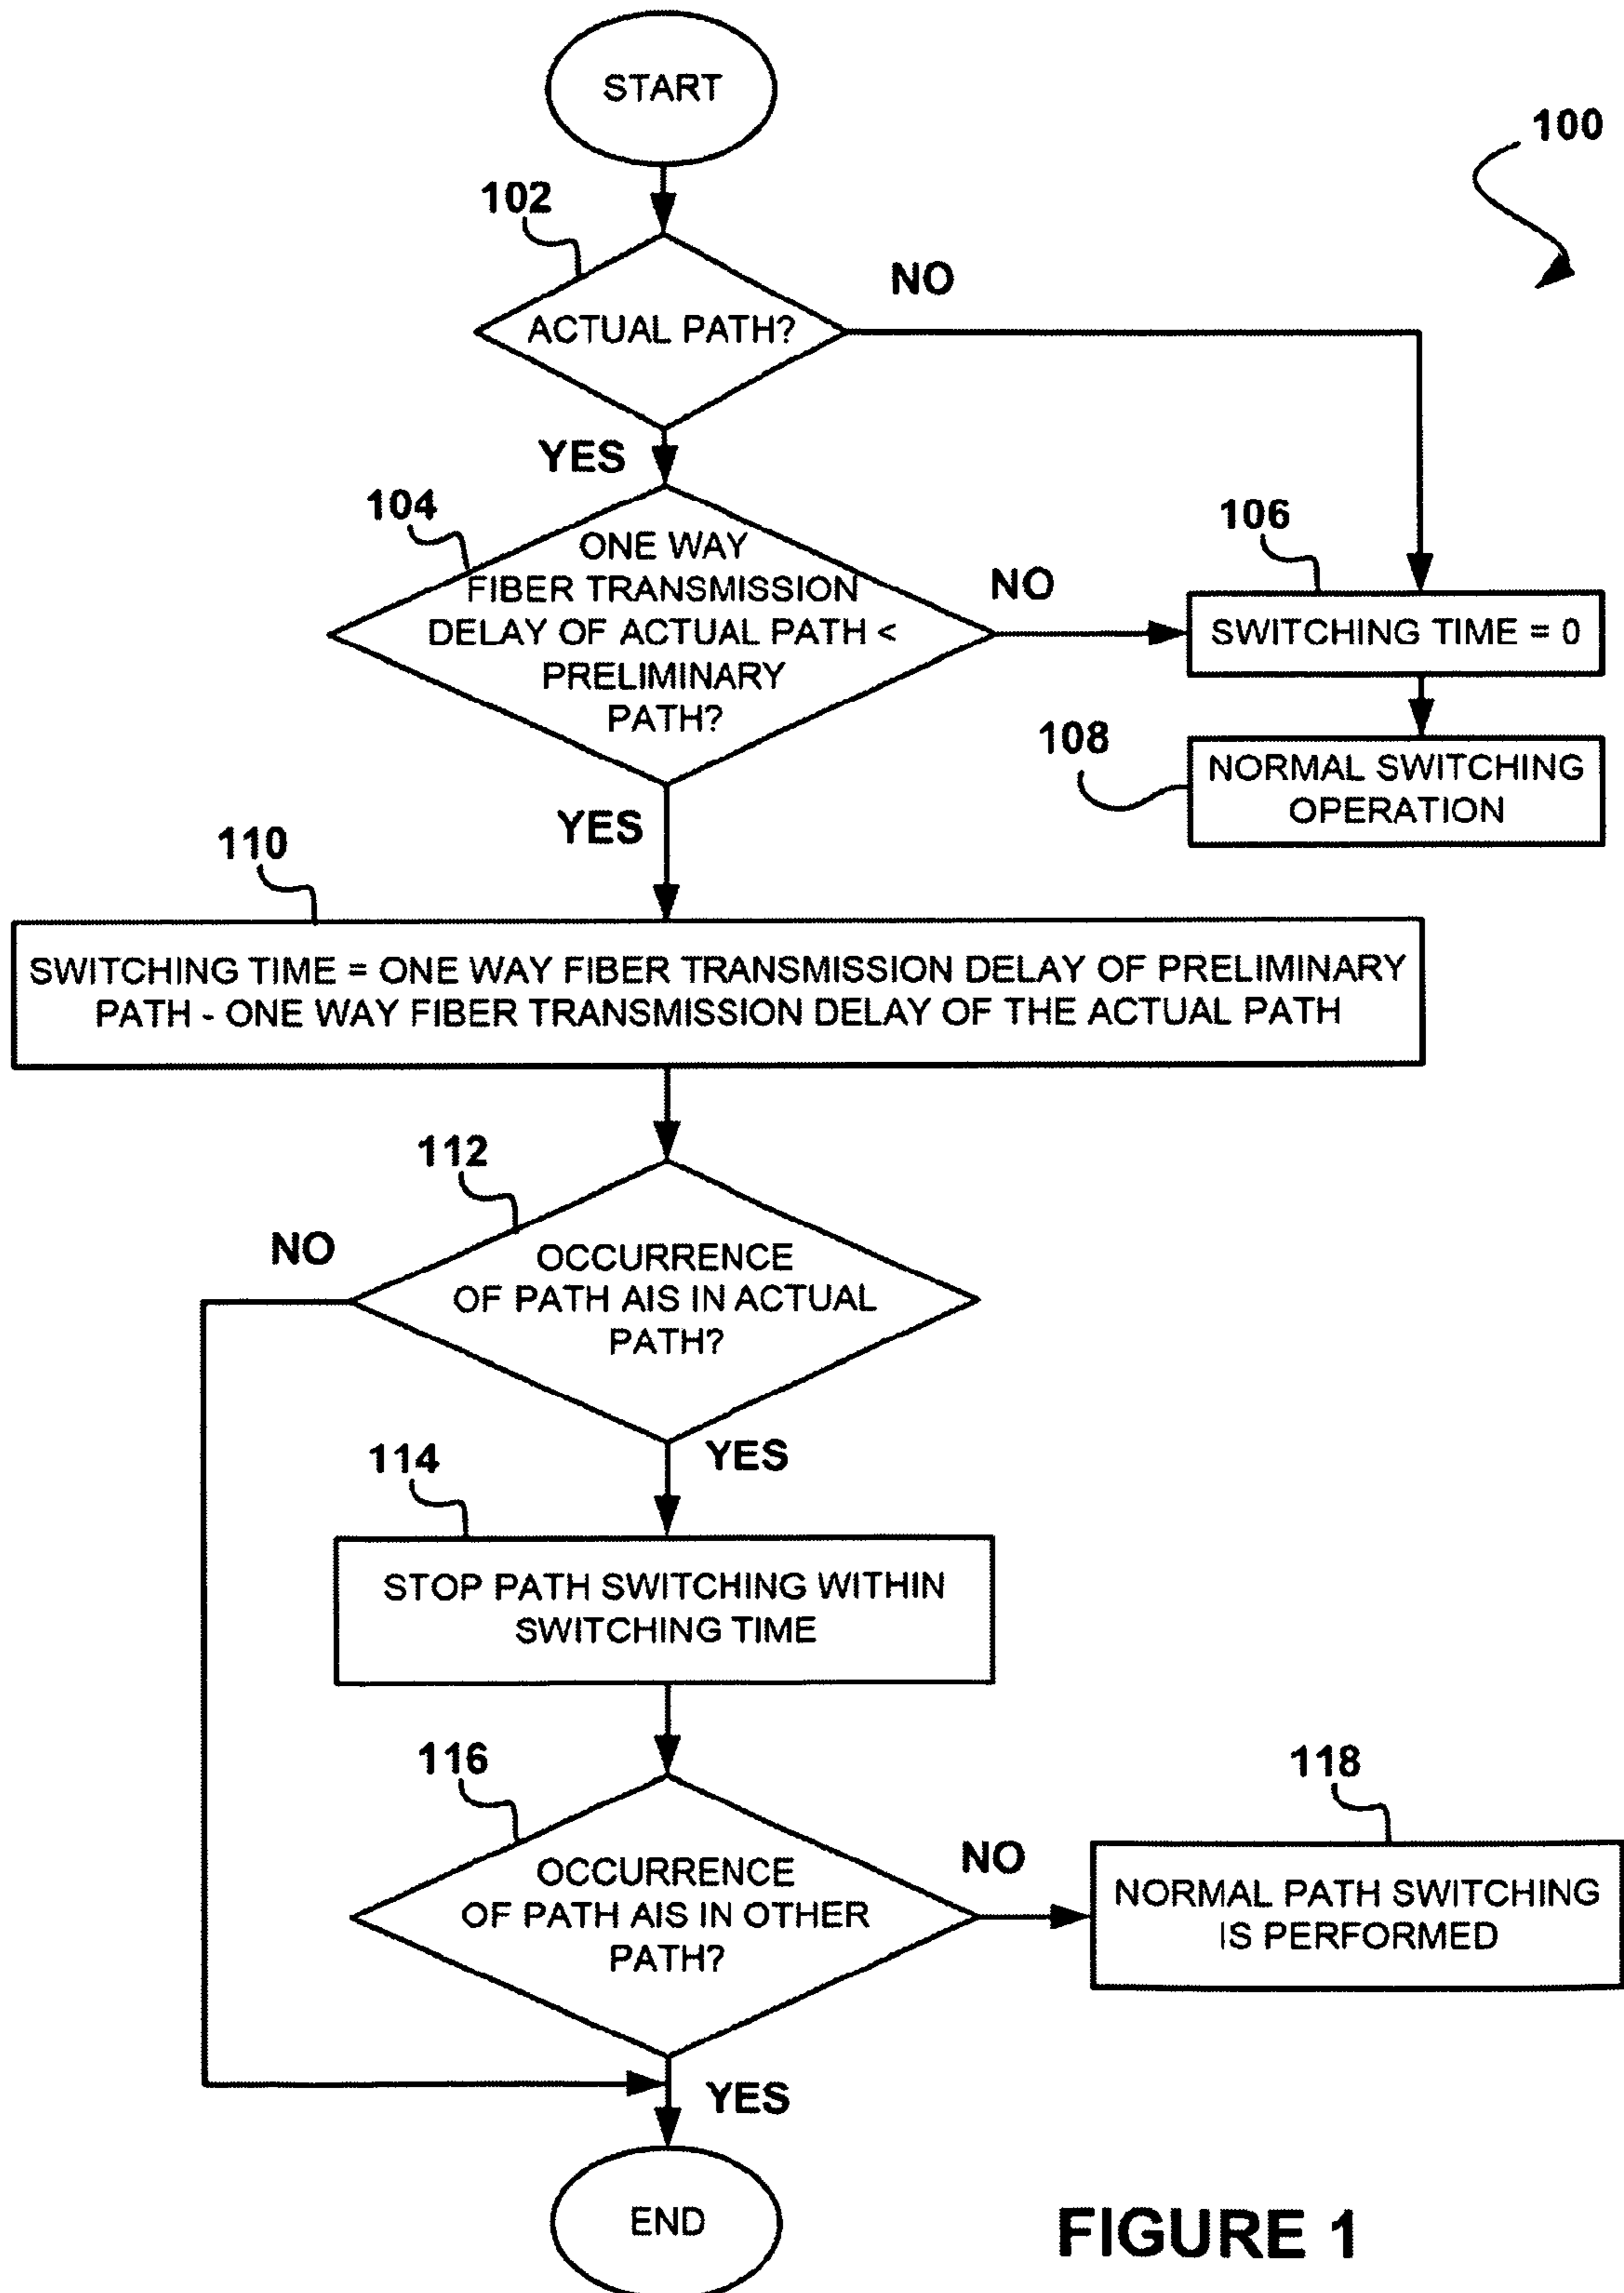 START
100
102
NO
ACTUAL PATH?
YES
104
ONE WAY
FIBER TRANSMISSION
DELAY OF ACTUAL PATH <
PRELIMINARY
PATH?
NO
106
SWITCHING TIME = 0
108
NORMAL SWITCHING
OPERATION
YES
110
SWITCHING TIME = ONE WAY FIBER TRANSMISSION DELAY OF PRELIMINARY
PATH - ONE WAY FIBER TRANSMISSION DELAY OF THE ACTUAL PATH
112
NO
OCCURRENCE
OF PATH AIS IN ACTUAL
PATH?
YES
114
STOP PATH SWITCHING WITHIN
SWITCHING TIME
116
OCCURRENCE
OF PATH AIS IN OTHER
PATH?
NO
118
NORMAL PATH SWITCHING
IS PERFORMED
YES
END
FIGURE 1